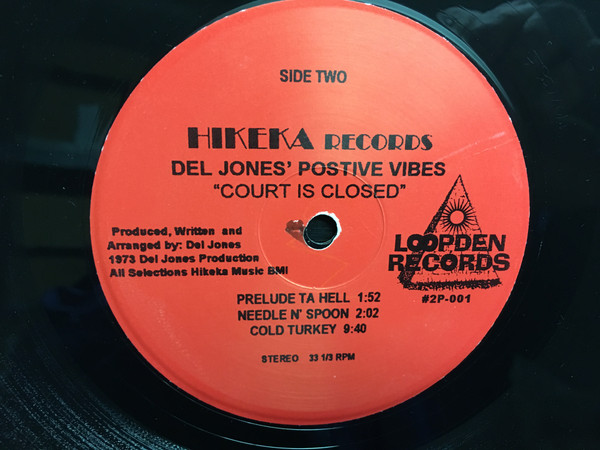 SIDE TWO
HIKEKA RECORDS
DEL JONES' POSTIVE VIBES
"COURT IS CLOSED"
Produced, Written and
Arranged by: Del Jones
1973 Del Jones Production
All Selections Hikeka Music BMI
LOOPDEN
RECORDS
#2P-001
PRELUDE TA HELL 1:52
NEEDLE N' SPOON 2:02
COLD TURKEY 9:40
STEREO 33 1/3 RPM